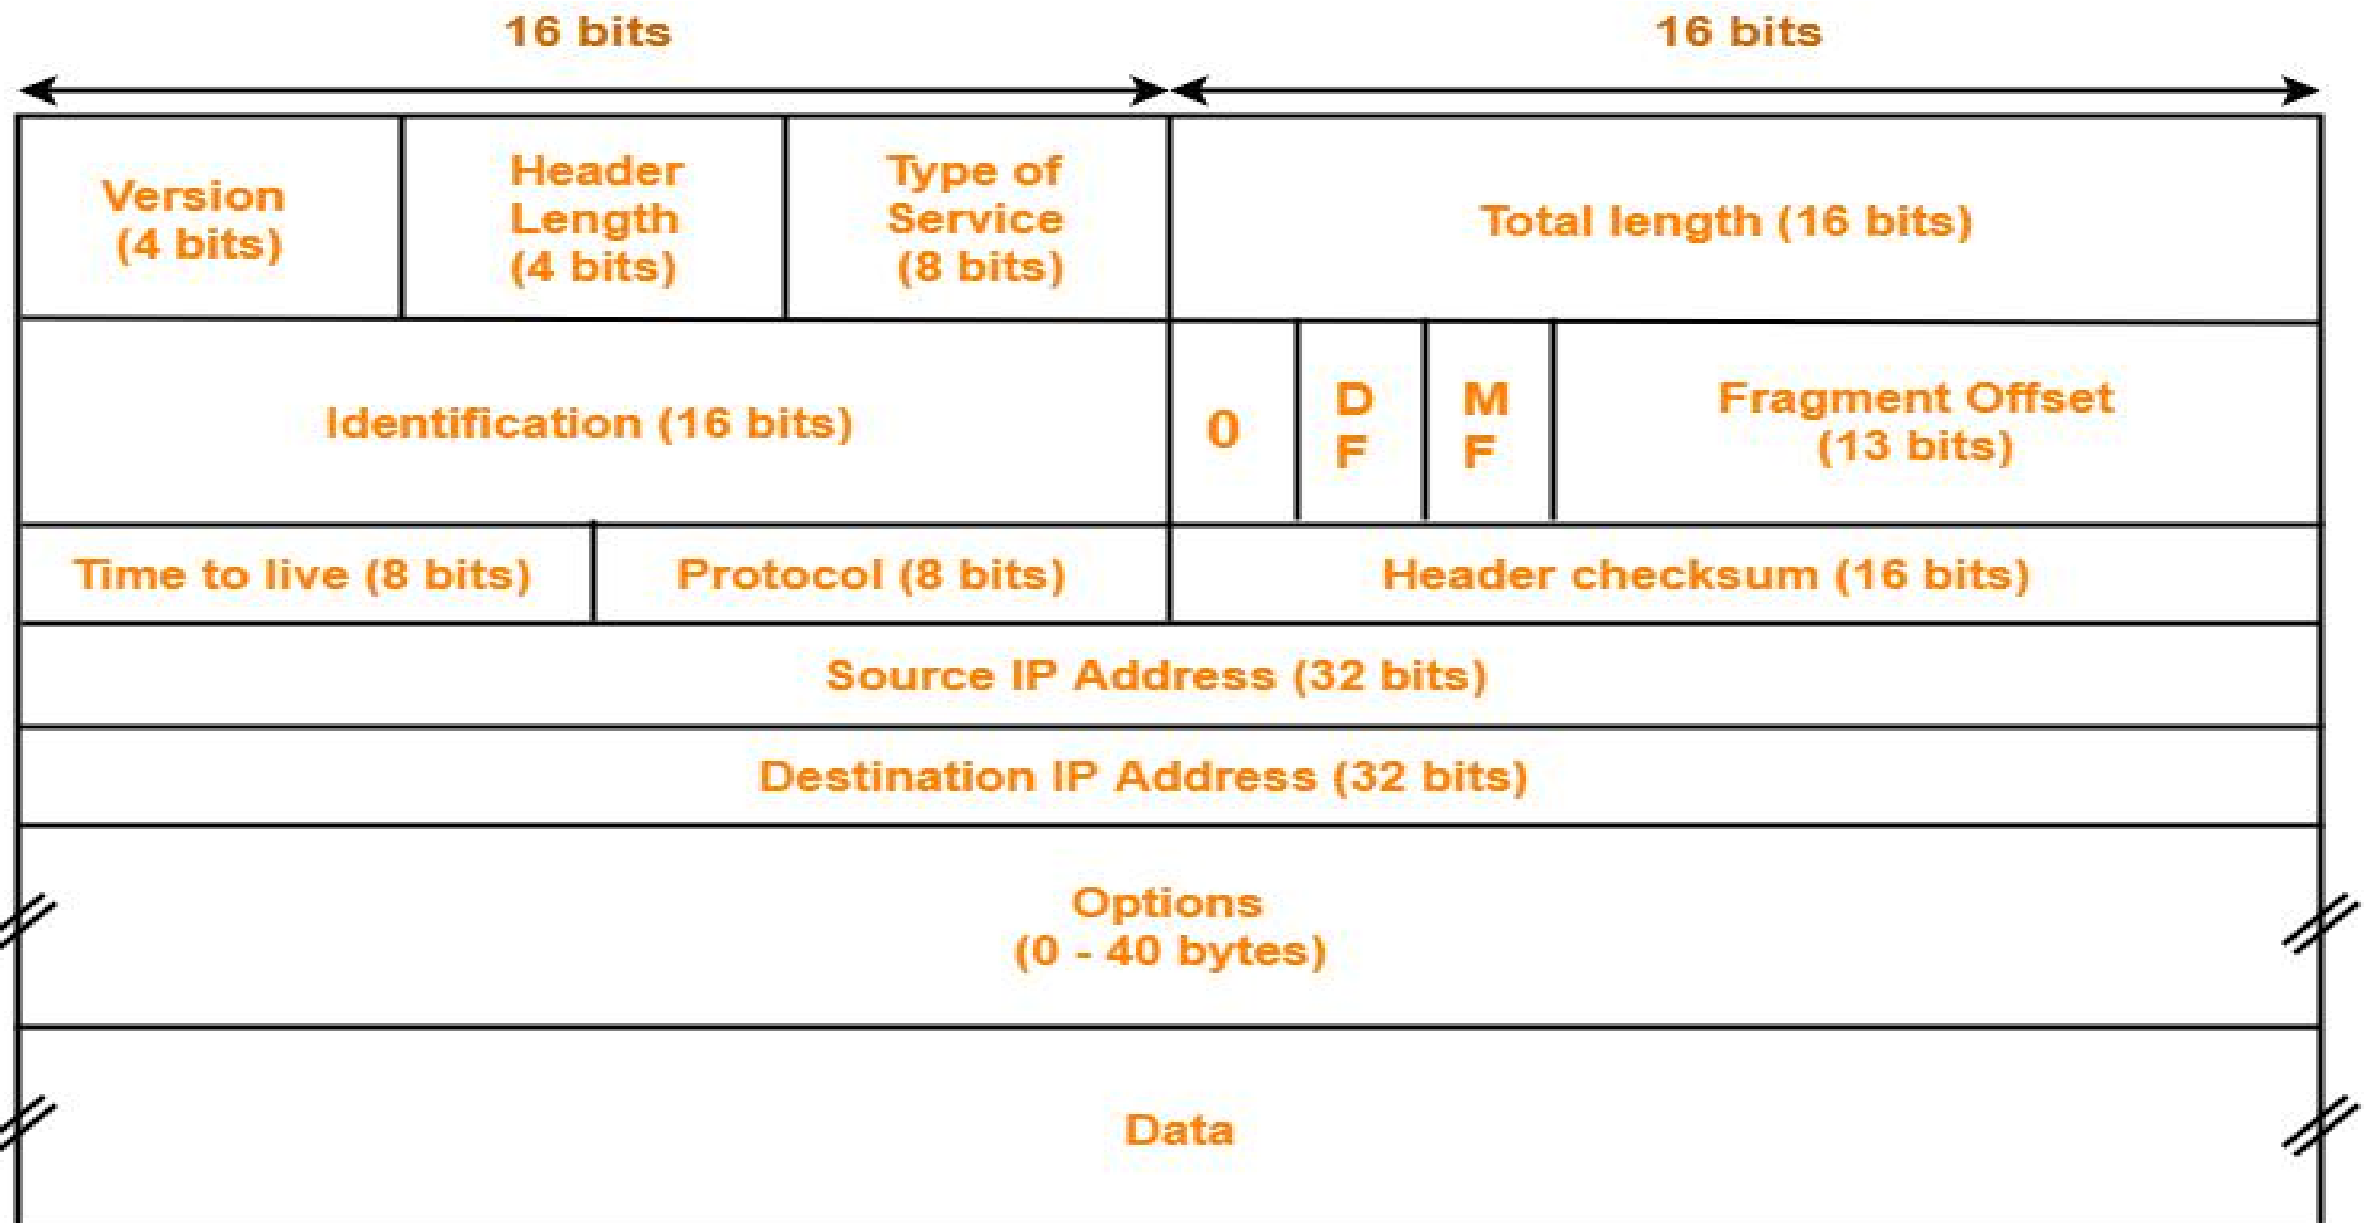 16 bits
16 bits
Version
(4 bits)
Header
Length
(4 bits)
Type of
Service
(8 bits)
Total length (16 bits)
Identification (16 bits)
0
D
F
M
F
Fragment Offset
(13 bits)
Time to live (8 bits)
Protocol (8 bits)
Header checksum (16 bits)
Source IP Address (32 bits)
Destination IP Address (32 bits)
Options
(0 - 40 bytes)
Data